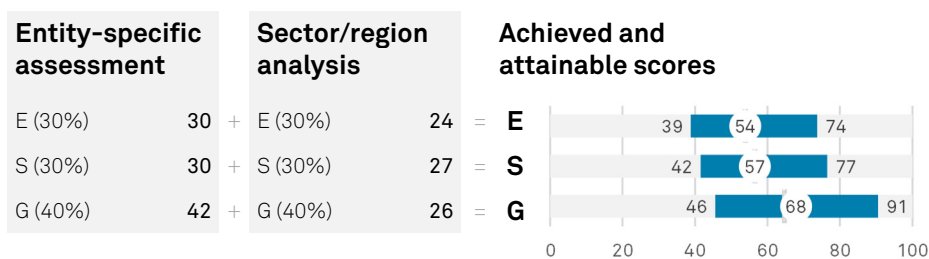 Entity-specific
assessment
Sector/region
analysis
Achieved and
attainable scores
E (30%) 30 + E (30%) 24 = E 39 54 74
S (30%) 30 + S (30%) 27 = S 42 57 77
G (40%) 42 + G (40%) 26 = G 46 68 91
0 20 40 60 80 100